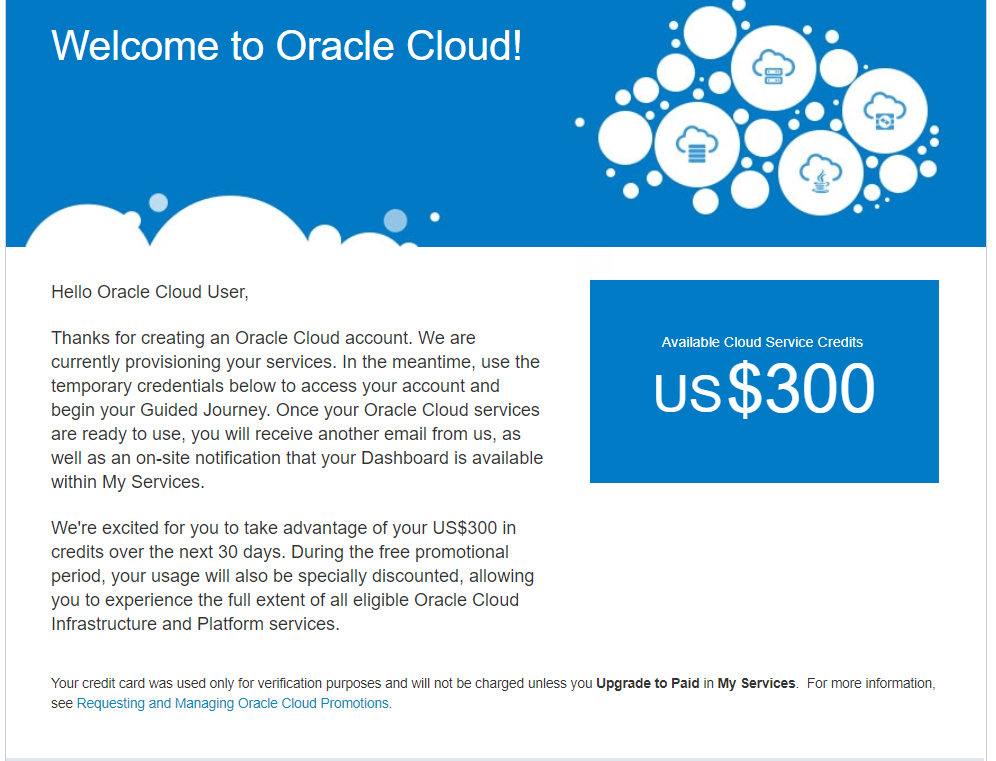 Welcome to Oracle Cloud!
Hello Oracle Cloud User,
Thanks for creating an Oracle Cloud account. We are
currently provisioning your services. In the meantime, use the
temporary credentials below to access your account and
begin your Guided Journey. Once your Oracle Cloud services
are ready to use, you will receive another email from us, as
well as an on-site notification that your Dashboard is available
within My Services.
We're excited for you to take advantage of your US$300 in
credits over the next 30 days. During the free promotional
period, your usage will also be specially discounted, allowing
you to experience the full extent of all eligible Oracle Cloud
Infrastructure and Platform services.
Available Cloud Service Credits
US$300
Your credit card was used only for verification purposes and will not be charged unless you Upgrade to Paid in My Services.  For more information,
see Requesting and Managing Oracle Cloud Promotions.